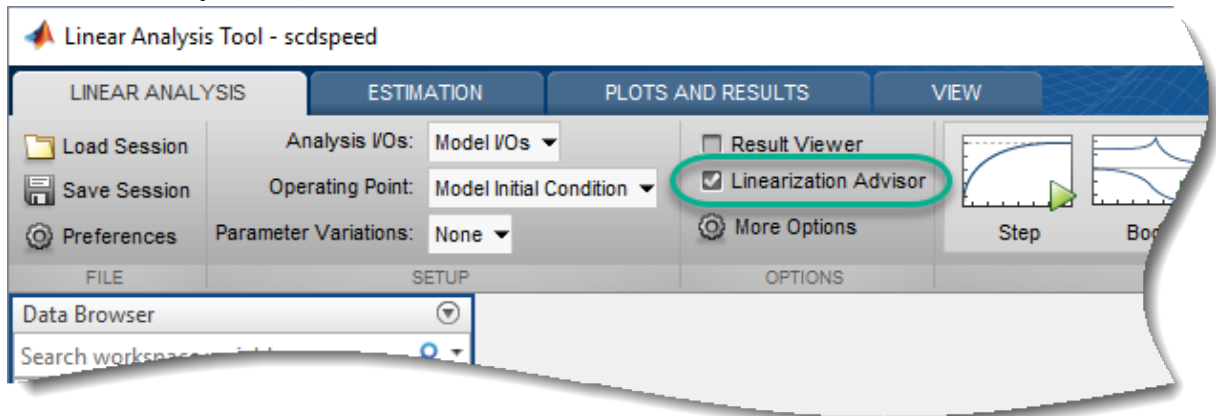 Linear Analysis Tool - scdspeed
LINEAR ANALYSIS ESTIMATION PLOTS AND RESULTS VIEW
Load Session
Save Session
Preferences
FILE
Analysis I/Os: Model I/Os
Operating Point: Model Initial Condition
Parameter Variations: None
SETUP
Result Viewer
Linearization Advisor
More Options
OPTIONS
Step
Data Browser
Search